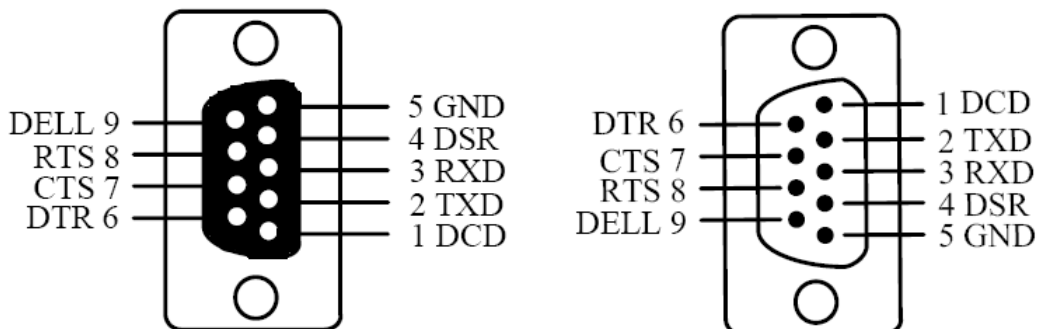 DELL 9
RTS 8
CTS 7
DTR 6
5 GND
4 DSR
3 RXD
2 TXD
1 DCD
DTR 6
CTS 7
RTS 8
DELL 9
1 DCD
2 TXD
3 RXD
4 DSR
5 GND